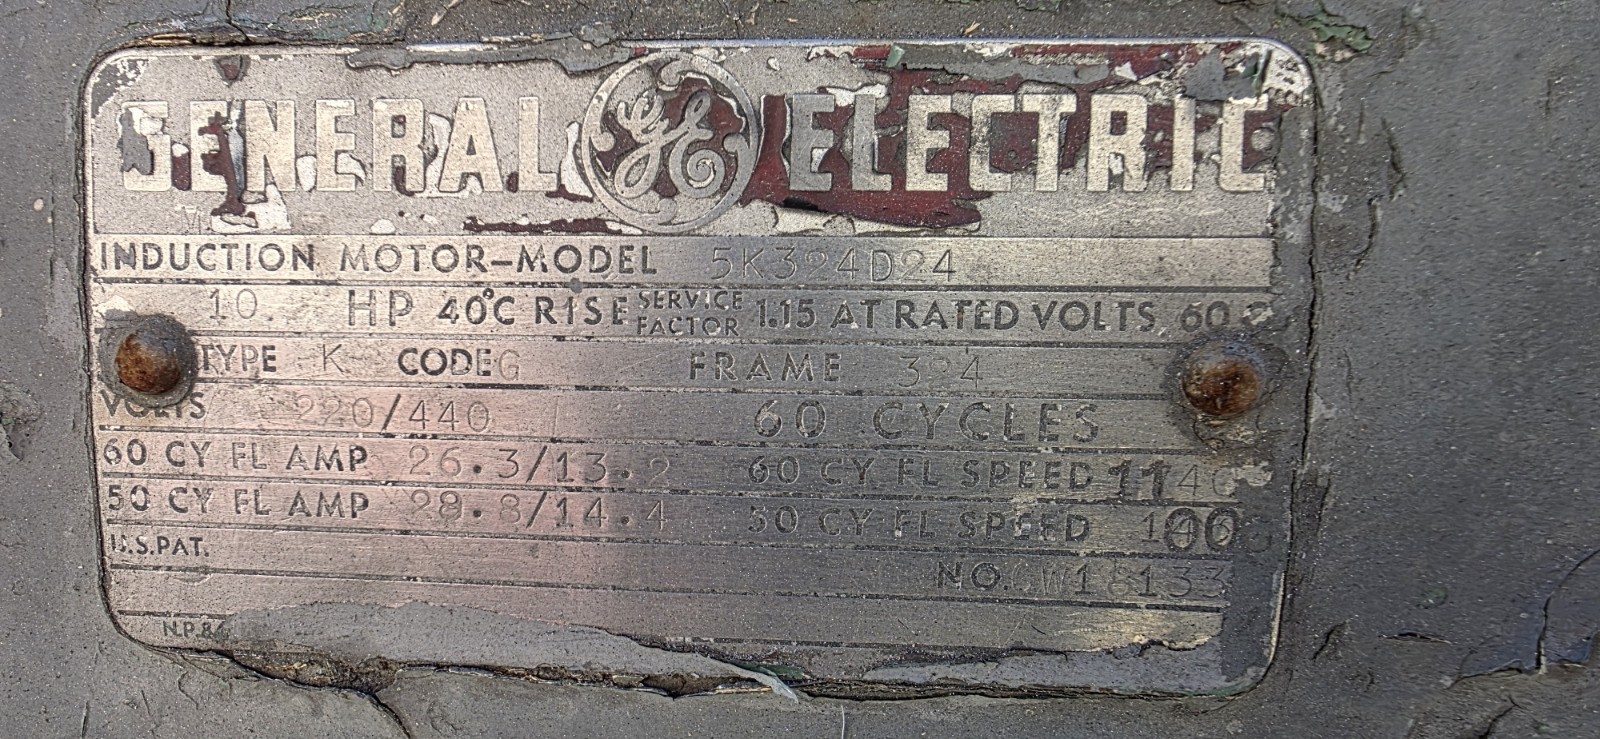 GENERAL GE ELECTRIC
INDUCTION MOTOR-MODEL 5K324D24
10. HP 40°C RISE SERVICE FACTOR 1.15 AT RATED VOLTS, 60
TYPE K CODE G FRAME 324
VOLTS 220/440 60 CYCLES
60 CY FL AMP 26.3/13.2 60 CY FL SPEED
50 CY FL AMP 28.8/14.4 50 CY FL SPEED
U.S.PAT.
NO.